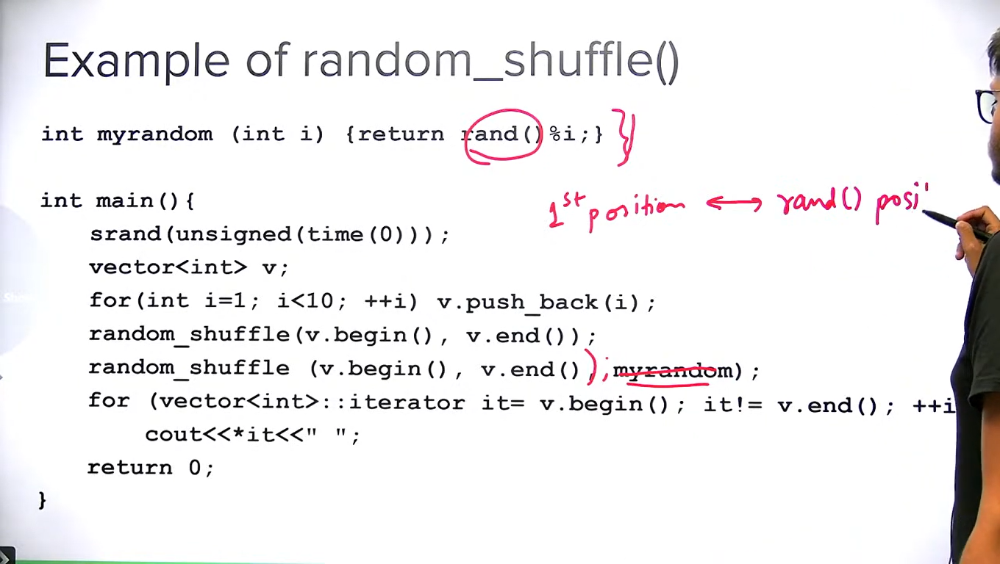 Example of random_shuffle()
int myrandom (int i) {return rand()%i;}
int main(){
1st position ↔ rand() posi
srand(unsigned(time(0)));
vector<int> v;
for(int i=1; i<10; ++i) v.push_back(i);
random_shuffle(v.begin(), v.end());
random_shuffle (v.begin(), v.end()); myrandom);
for (vector<int>::iterator it= v.begin(); it!= v.end(); ++i
cout<<*it<<" ";
return 0;
}